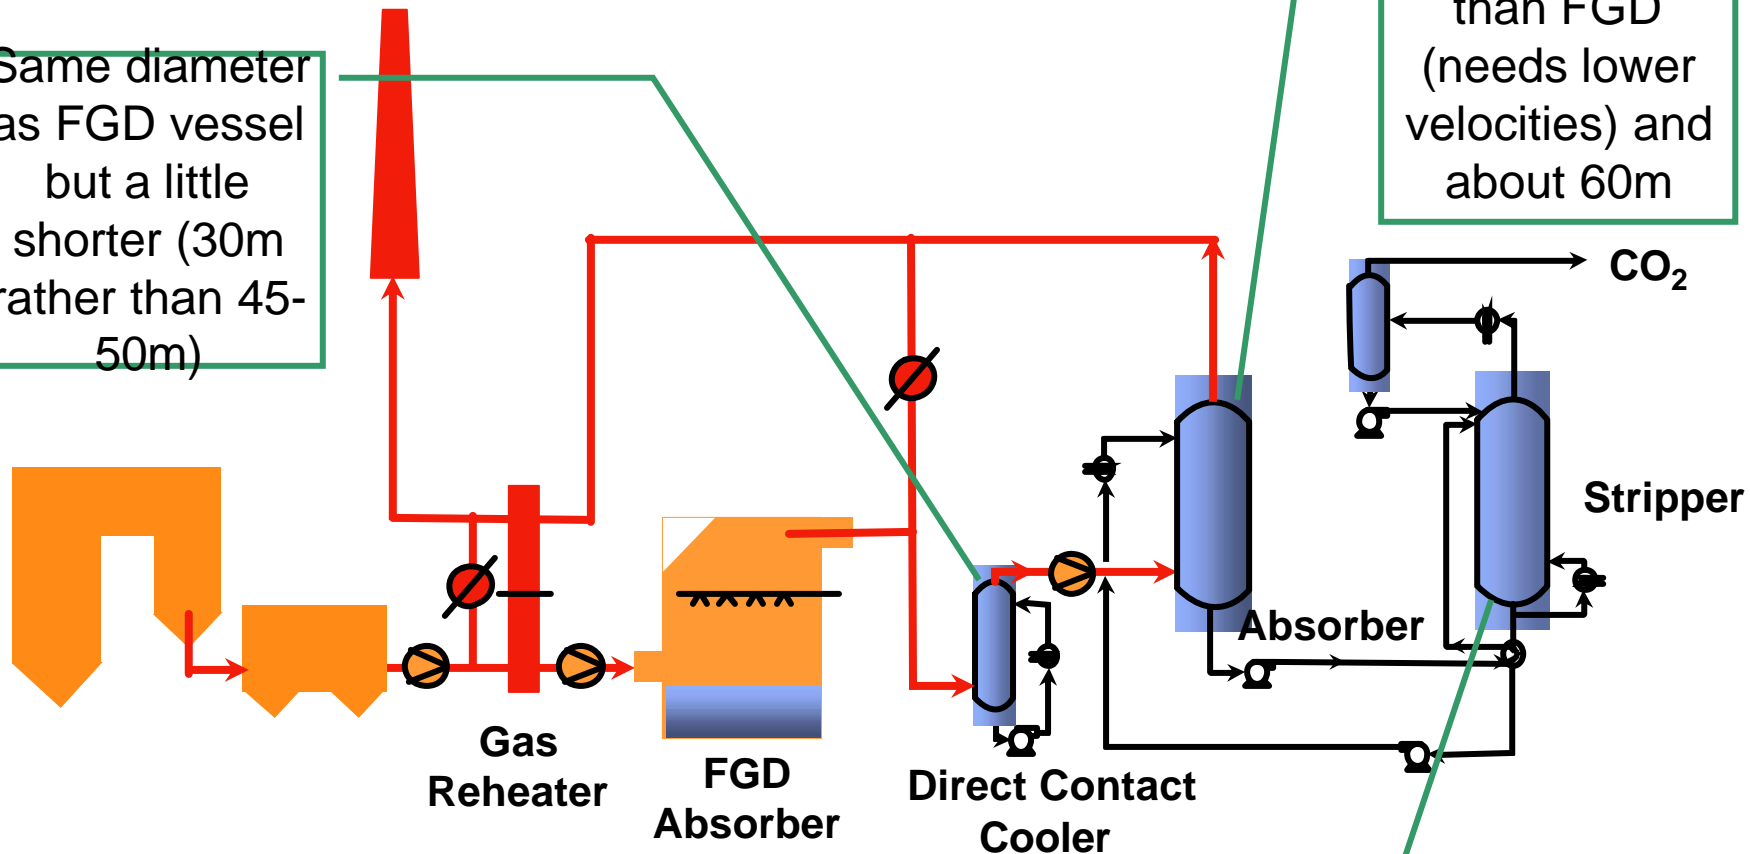 Same diameter
as FGD vessel
but a little
shorter (30m
rather than 45-
50m)
than FGD
(needs lower
velocities) and
about 60m
CO₂
Stripper
Absorber
Gas
Reheater
FGD
Absorber
Direct Contact
Cooler